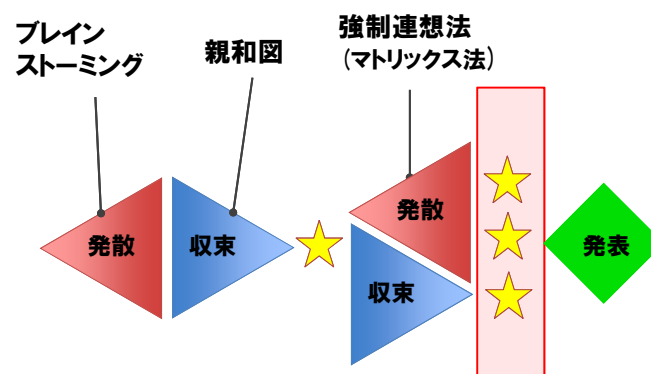 ブレイン
ストーミング
親和図
強制連想法
(マトリックス法)
発散
収束
発散
収束
発表